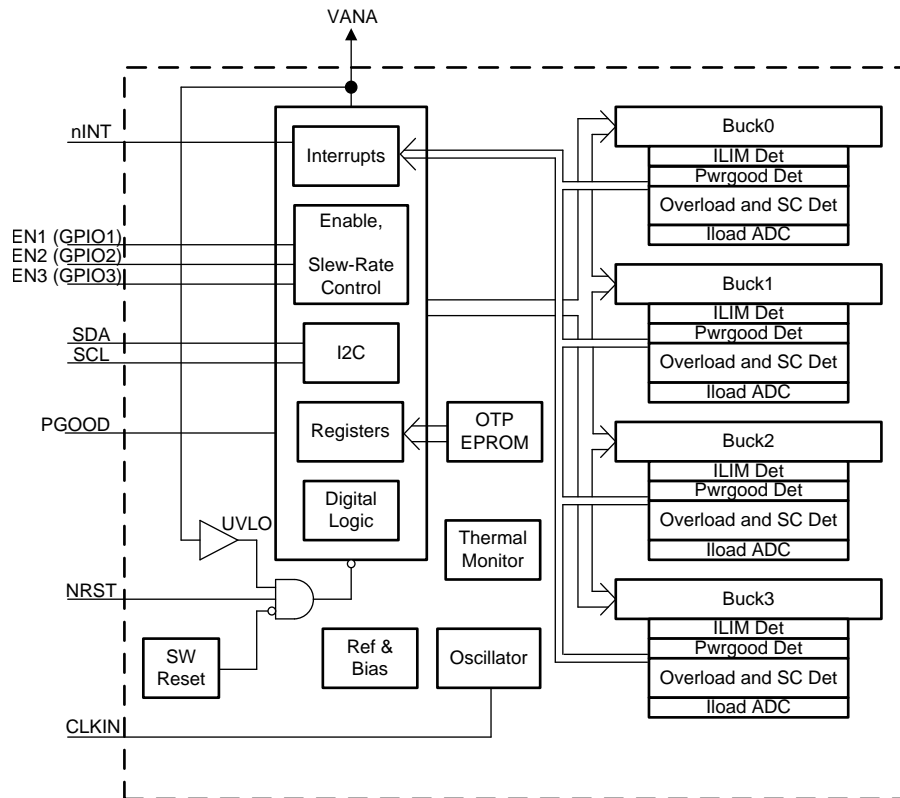 VANA
nINT
EN1 (GPIO1)
EN2 (GPIO2)
EN3 (GPIO3)
SDA
SCL
PGOOD
NRST
CLKIN
Interrupts
Enable,
Slew-Rate
Control
I2C
Registers
Digital
Logic
UVLO
SW
Reset
Ref &
Bias
Oscillator
OTP
EPROM
Thermal
Monitor
Buck0
ILIM Det
Pwrgood Det
Overload and SC Det
Iload ADC
Buck1
ILIM Det
Pwrgood Det
Overload and SC Det
Iload ADC
Buck2
ILIM Det
Pwrgood Det
Overload and SC Det
Iload ADC
Buck3
ILIM Det
Pwrgood Det
Overload and SC Det
Iload ADC